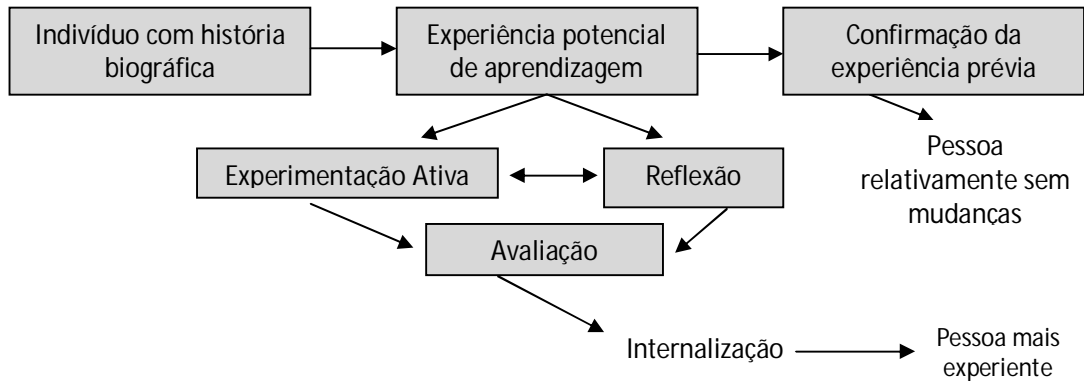 Indivíduo com história
biográfica
Experiência potencial
de aprendizagem
Confirmação da
experiência prévia
Experimentação Ativa
Reflexão
Pessoa
relativamente sem
mudanças
Avaliação
Internalização
Pessoa mais
experiente